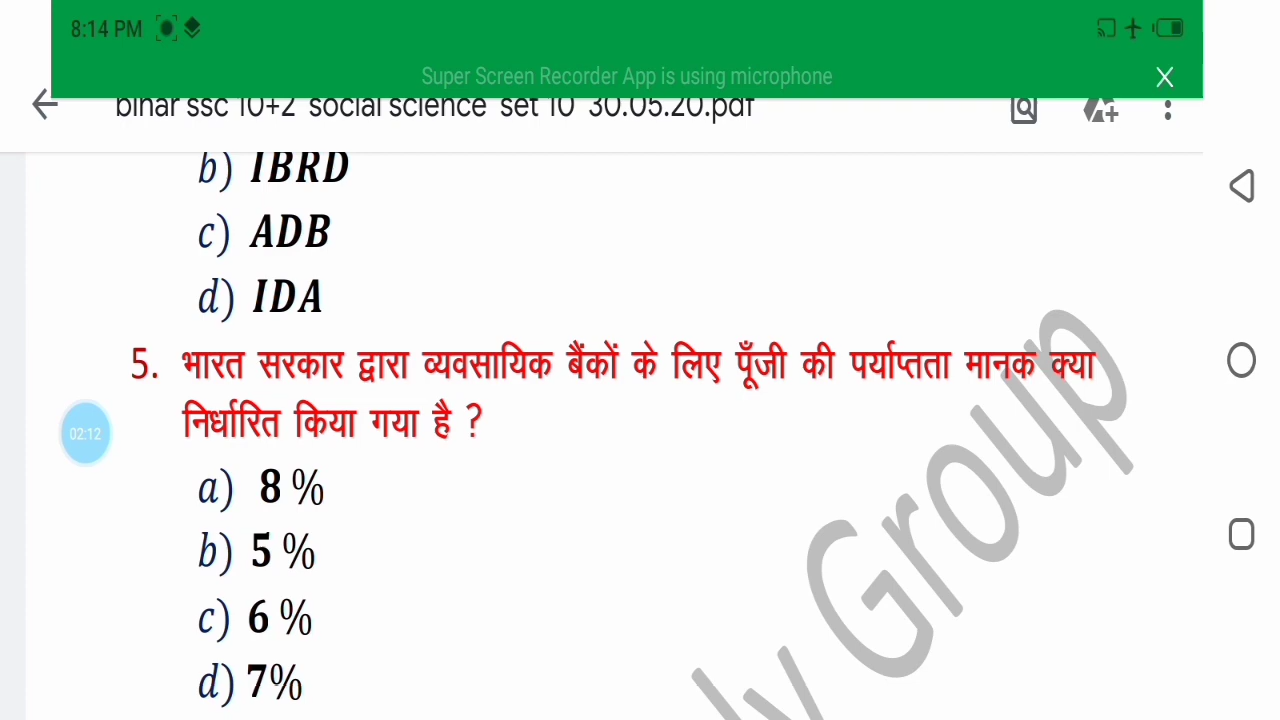 8:14 PM
Super Screen Recorder App is using microphone X
bihar ssc 10+2 social science set 10 30.05.20.pdf
b) IBRD
c) ADB
d) IDA
5. भारत सरकार द्वारा व्यवसायिक बैंकों के लिए पूँजी की पर्याप्तता मानक क्या
निर्धारित किया गया है ?
02:12
a) 8 %
b) 5 %
c) 6 %
d) 7%
Group